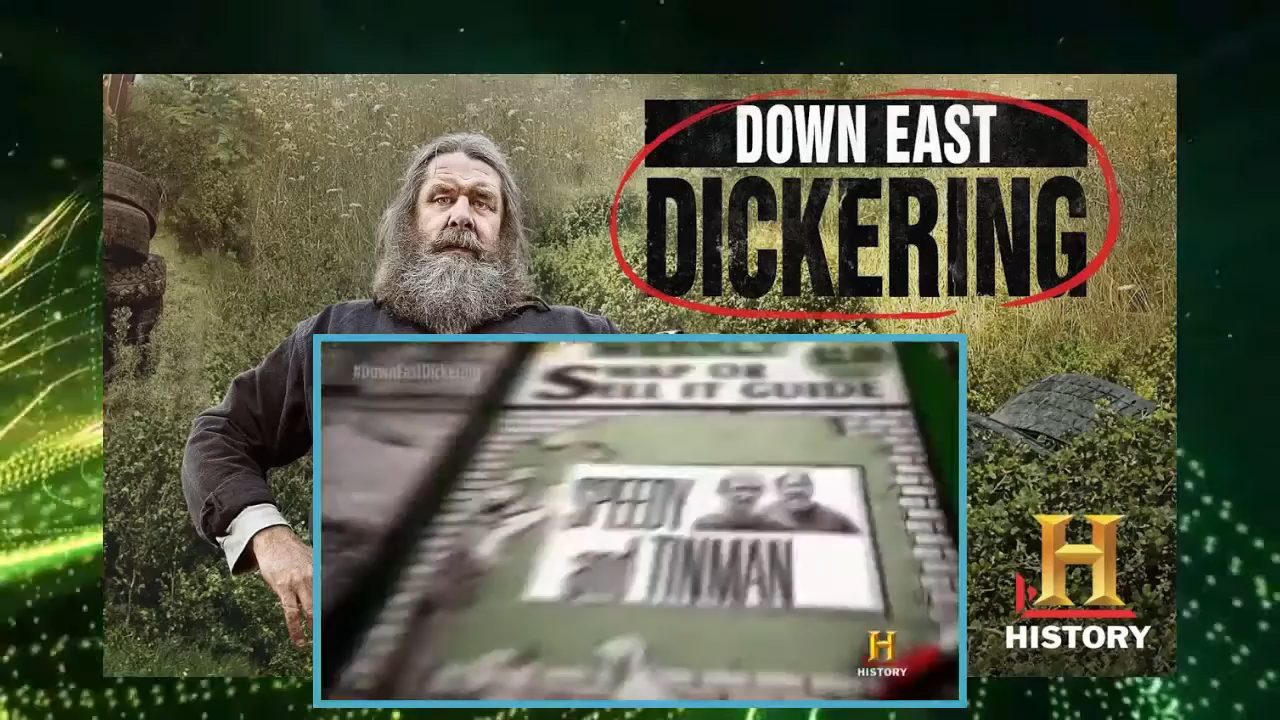 DOWN EAST
DICKERING
#DownEastDickering
SWAP OR
SELL IT GUIDE
SPEEDY
and TINMAN
H
HISTORY
H
HISTORY